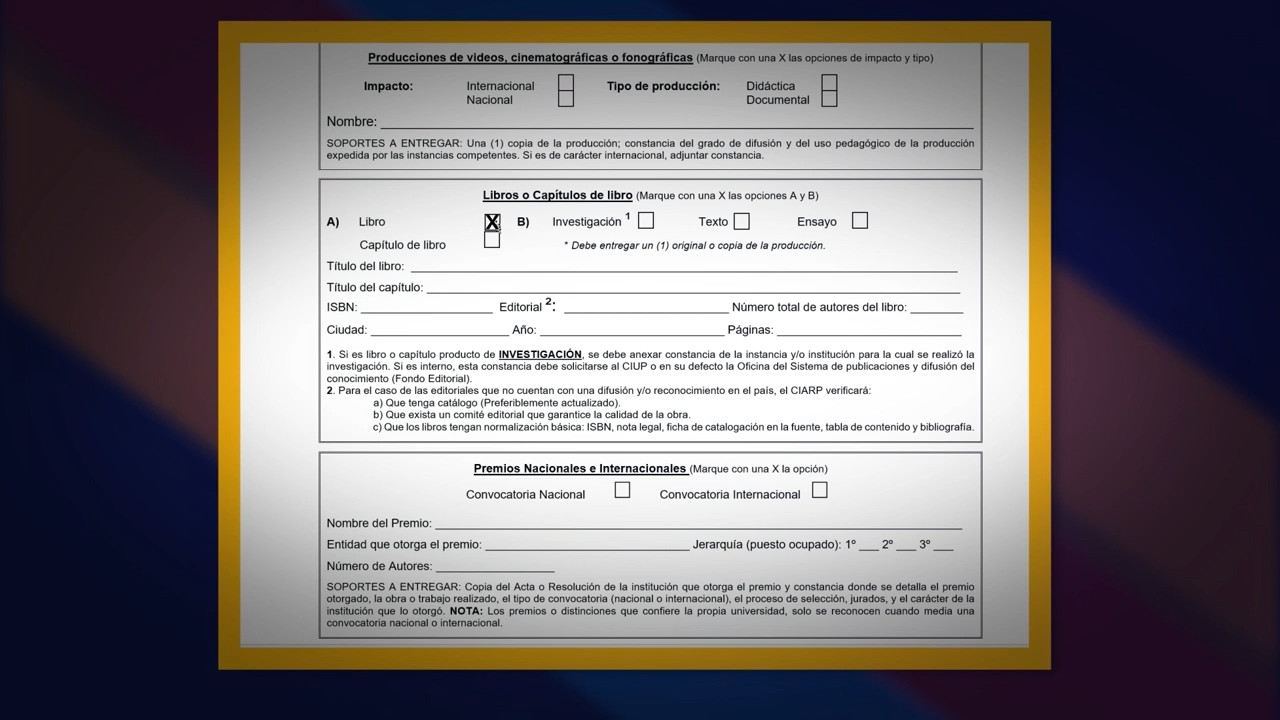 Producciones de videos, cinematográficas o fonográficas (Marque con una X las opciones de impacto y tipo)
Impacto: Internacional Tipo de producción: Didáctica
Nacional Documental
Nombre:
SOPORTES A ENTREGAR: Una (1) copia de la producción; constancia del grado de difusión y del uso pedagógico de la producción
expedida por las instancias competentes. Si es de carácter internacional, adjuntar constancia.
Libros o Capítulos de libro (Marque con una X las opciones A y B)
A) Libro X B) Investigación 1 Texto Ensayo
Capítulo de libro * Debe entregar un (1) original o copia de la producción.
Título del libro:
Título del capítulo:
ISBN: Editorial 2: Número total de autores del libro:
Ciudad: Año: Páginas:
1. Si es libro o capítulo producto de INVESTIGACIÓN, se debe anexar constancia de la instancia y/o institución para la cual se realizó la
investigación. Si es interno, esta constancia debe solicitarse al CIUP o en su defecto la Oficina del Sistema de publicaciones y difusión del
conocimiento (Fondo Editorial).
2. Para el caso de las editoriales que no cuentan con una difusión y/o reconocimiento en el país, el CIARP verificará:
a) Que tenga catálogo (Preferiblemente actualizado).
b) Que exista un comité editorial que garantice la calidad de la obra.
c) Que los libros tengan normalización básica: ISBN, nota legal, ficha de catalogación en la fuente, tabla de contenido y bibliografía.
Premios Nacionales e Internacionales (Marque con una X la opción)
Convocatoria Nacional Convocatoria Internacional
Nombre del Premio:
Entidad que otorga el premio: Jerarquía (puesto ocupado): 1º ___ 2º ___ 3º ___
Número de Autores:
SOPORTES A ENTREGAR: Copia del Acta o Resolución de la institución que otorga el premio y constancia donde se detalla el premio
otorgado, la obra o trabajo realizado, el tipo de convocatoria (nacional o internacional), el proceso de selección, jurados, y el carácter de la
institución que lo otorgó. NOTA: Los premios o distinciones que confiere la propia universidad, solo se reconocen cuando media una
convocatoria nacional o internacional.